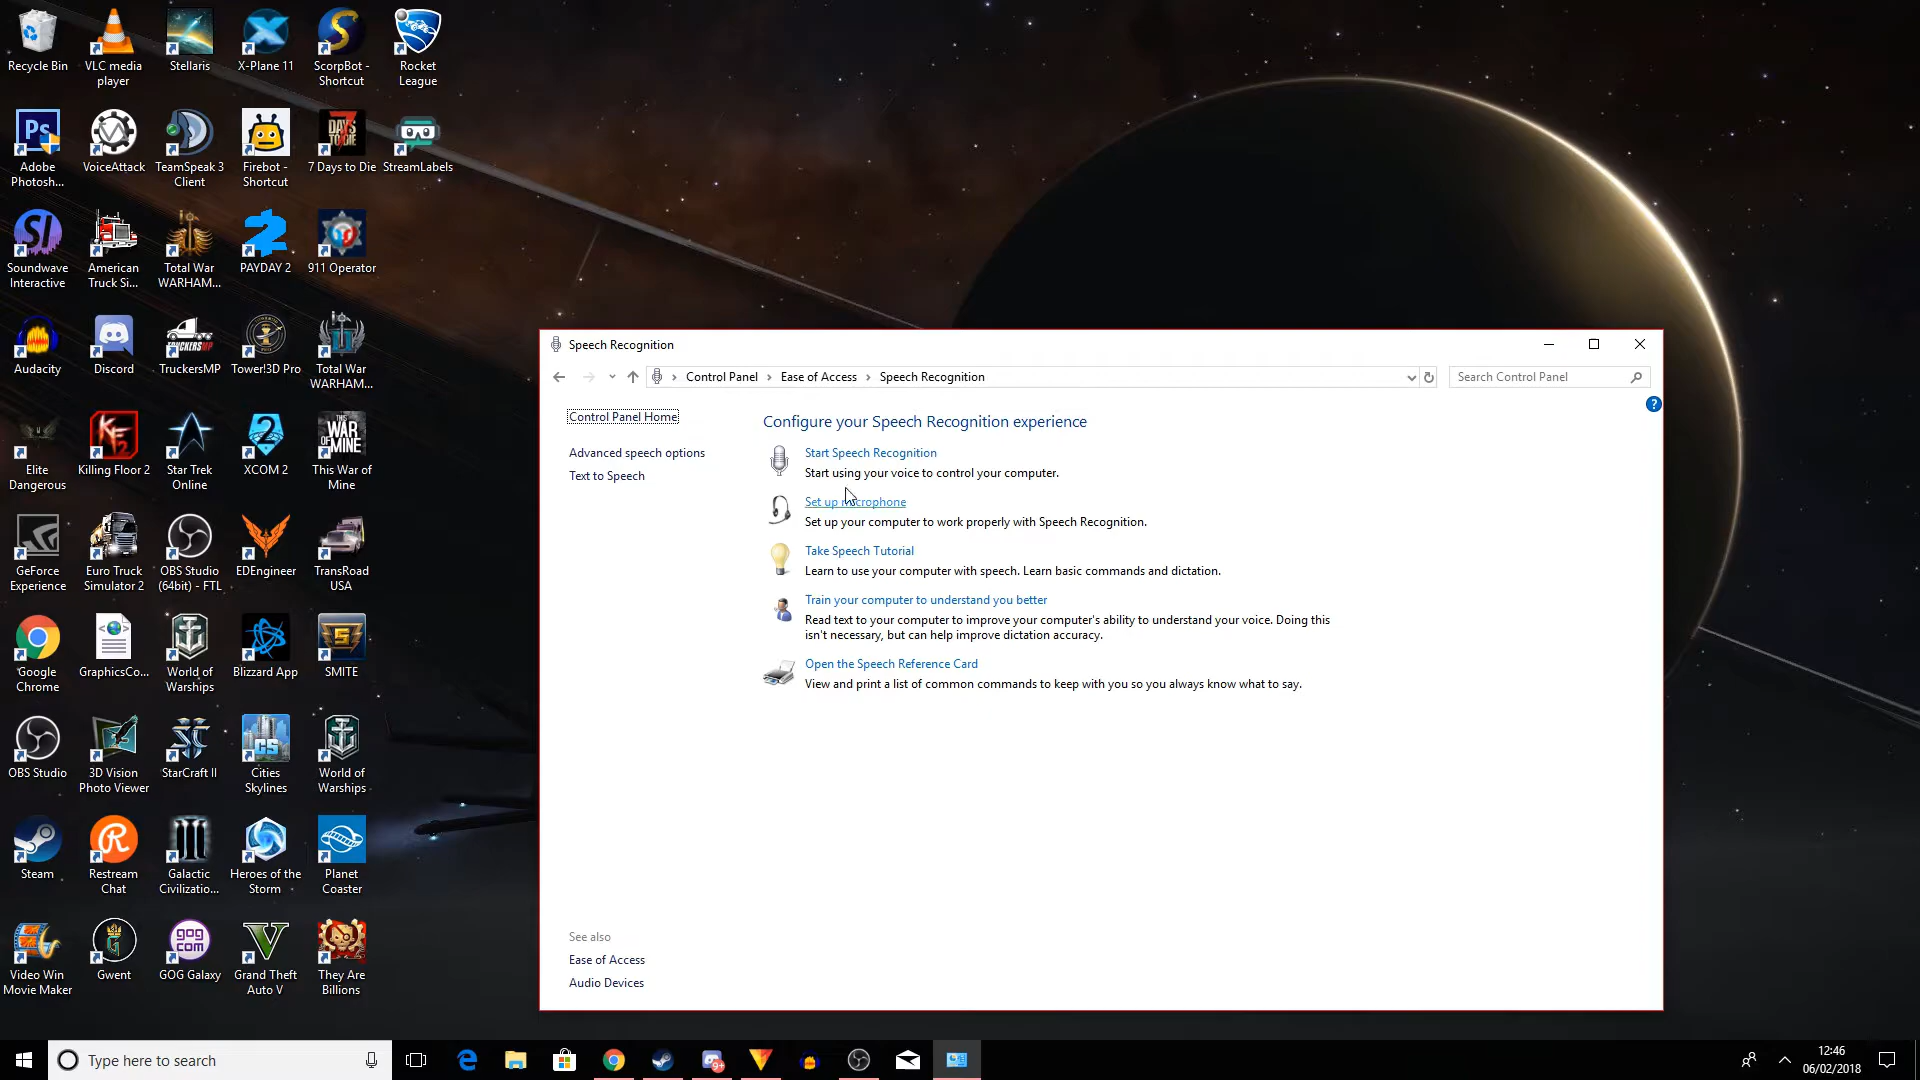 Recycle Bin
VLC media
player
Stellaris
X-Plane 11
ScorpBot -
Shortcut
Rocket
League
Ps
Adobe
Photosh...
VoiceAttack
TeamSpeak 3
Client
Firebot -
Shortcut
7 Days to Die
StreamLabels
Soundwave
Interactive
American
Truck Si...
Total War
WARHAM...
PAYDAY 2
911 Operator
Audacity
Discord
TruckersMP
Tower!3D Pro
Total War
WARHAM...
Elite
Dangerous
Killing Floor 2
Star Trek
Online
XCOM 2
This War of
Mine
GeForce
Experience
Euro Truck
Simulator 2
OBS Studio
(64bit) - FTL
EDEngineer
TransRoad
USA
Google
Chrome
GraphicsCo...
World of
Warships
Blizzard App
SMITE
OBS Studio
3D Vision
Photo Viewer
StarCraft II
Cities
Skylines
World of
Warships
Steam
Restream
Chat
Galactic
Civilizatio...
Heroes of the
Storm
Planet
Coaster
Video Win
Movie Maker
Gwent
GOG Galaxy
Grand Theft
Auto V
They Are
Billions
Speech Recognition
Control Panel > Ease of Access > Speech Recognition
Search Control Panel
Control Panel Home
Advanced speech options
Text to Speech
Configure your Speech Recognition experience
Start Speech Recognition
Start using your voice to control your computer.
Set up microphone
Set up your computer to work properly with Speech Recognition.
Take Speech Tutorial
Learn to use your computer with speech. Learn basic commands and dictation.
Train your computer to understand you better
Read text to your computer to improve your computer's ability to understand your voice. Doing this
isn't necessary, but can help improve dictation accuracy.
Open the Speech Reference Card
View and print a list of common commands to keep with you so you always know what to say.
See also
Ease of Access
Audio Devices
Type here to search
9+
12:46
06/02/2018